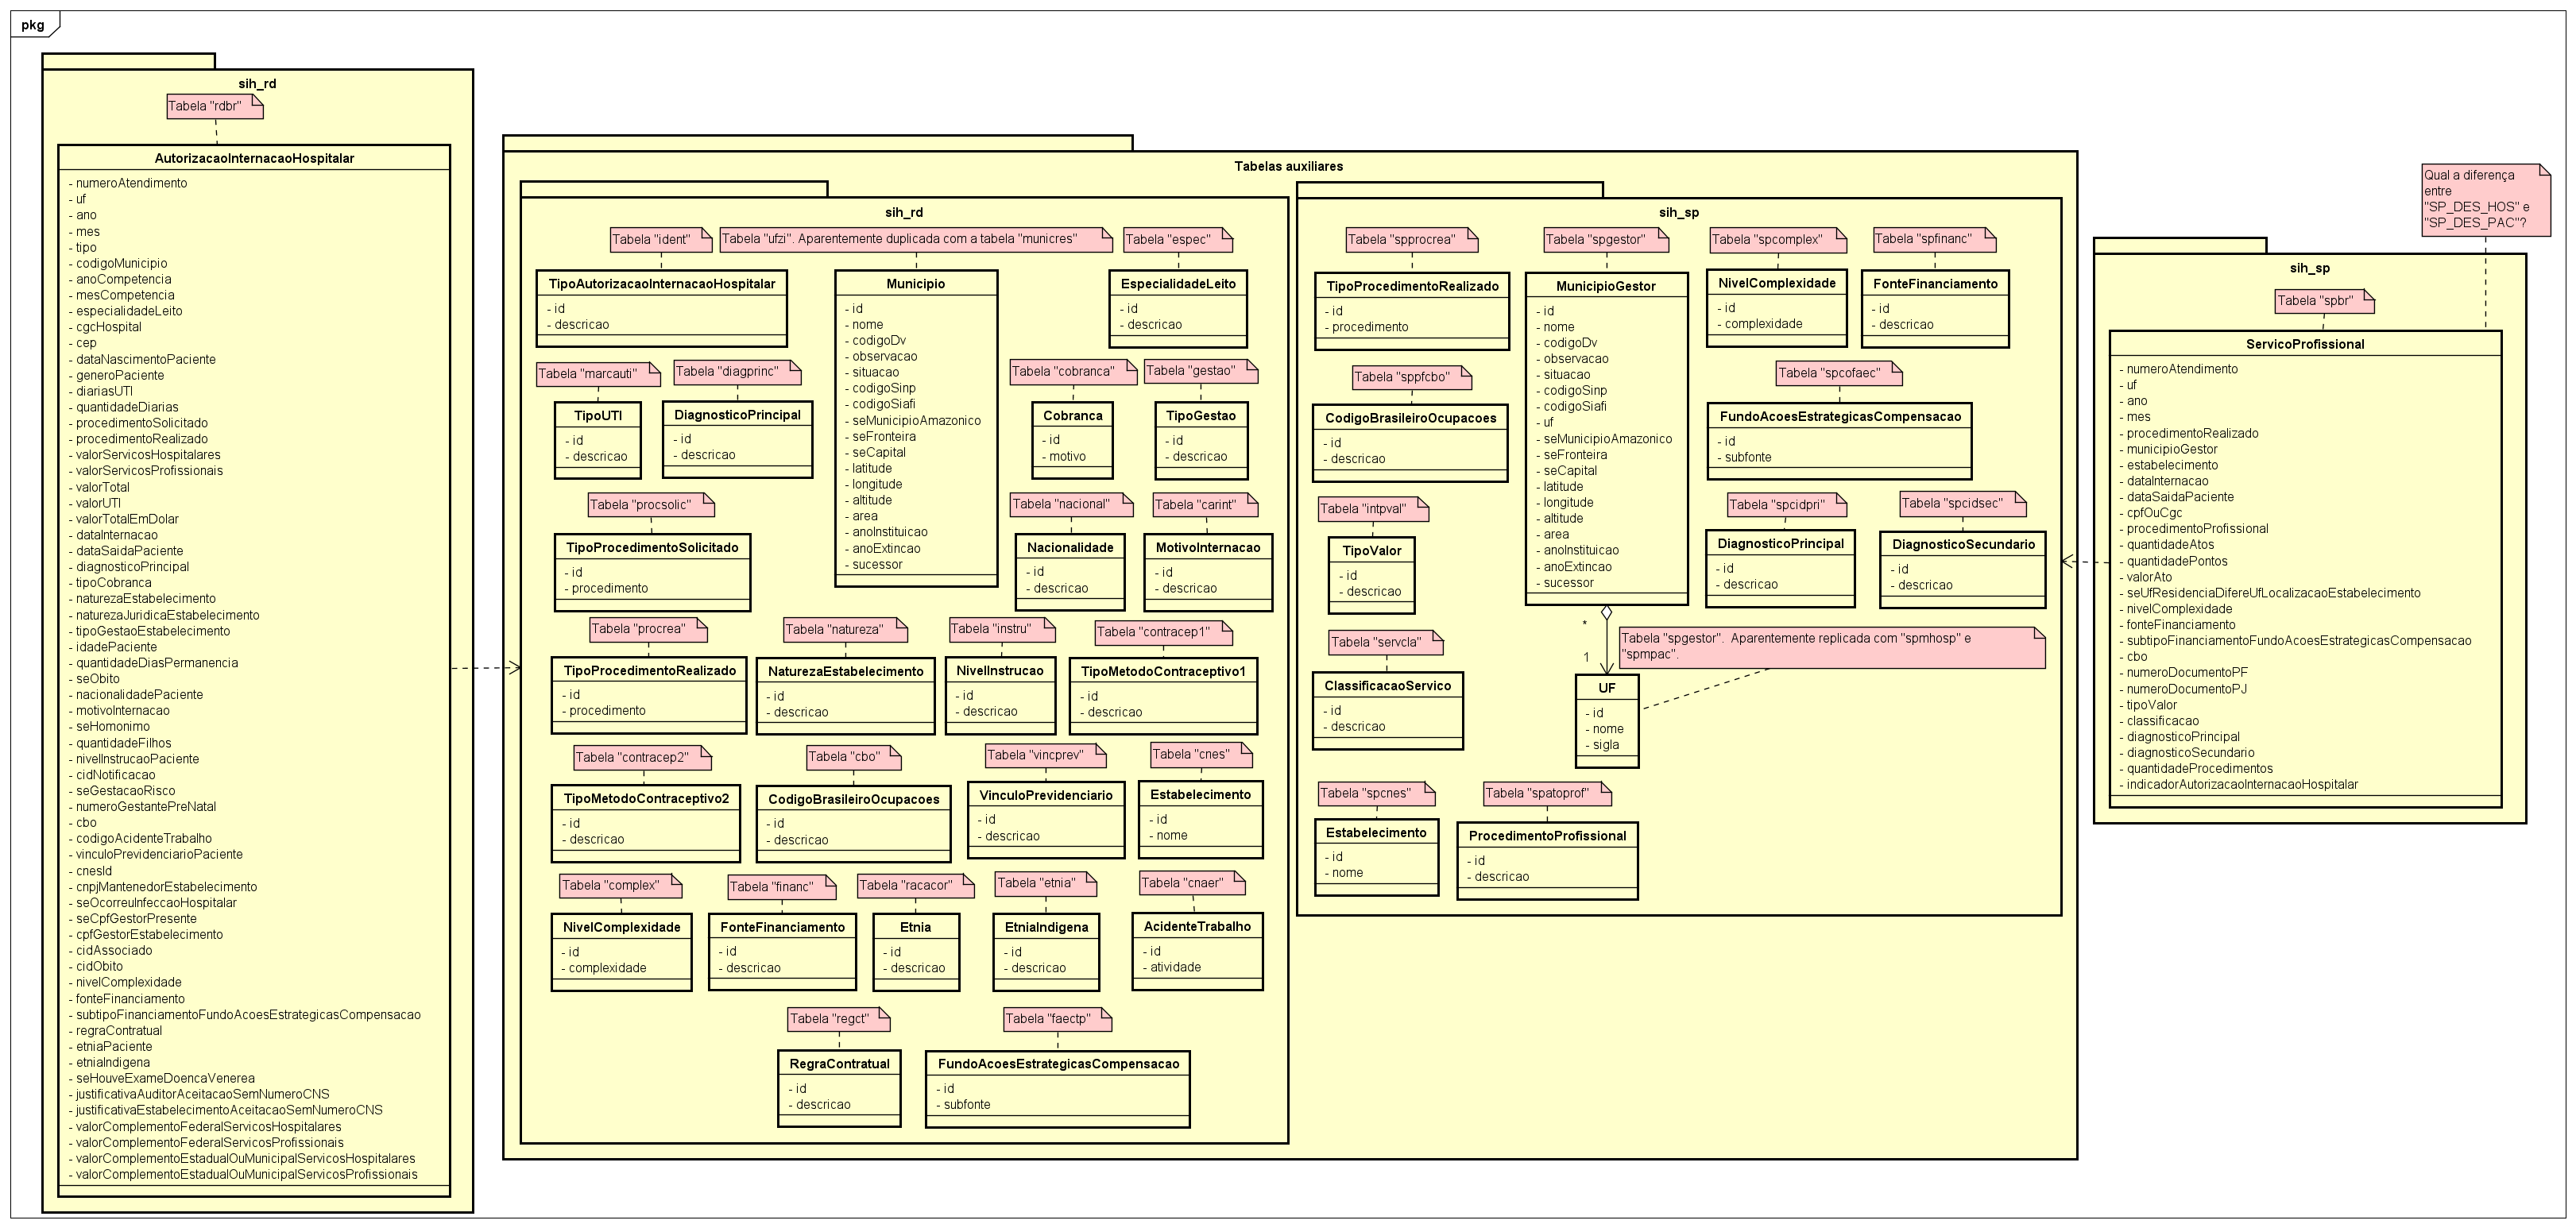 pkg
sih_rd
Tabela "rdbr"
AutorizacaoInternacaoHospitalar
- numeroAtendimento
- uf
- ano
- mes
- tipo
- codigoMunicipio
- anoCompetencia
- mesCompetencia
- especialidadeLeito
- cgcHospital
- cep
- dataNascimentoPaciente
- generoPaciente
- diariasUTI
- quantidadeDiarias
- procedimentoSolicitado
- procedimentoRealizado
- valorServicosHospitalares
- valorServicosProfissionais
- valorTotal
- valorUTI
- valorTotalEmDolar
- dataInternacao
- dataSaidaPaciente
- diagnosticoPrincipal
- tipoCobranca
- naturezaEstabelecimento
- naturezaJuridicaEstabelecimento
- tipoGestaoEstabelecimento
- idadePaciente
- quantidadeDiasPermanencia
- seObito
- nacionalidadePaciente
- motivoInternacao
- seHomonimo
- quantidadeFilhos
- nivelInstrucaoPaciente
- cidNotificacao
- seGestacaoRisco
- numeroGestantePreNatal
- cbo
- codigoAcidenteTrabalho
- vinculoPrevidenciarioPaciente
- cnesId
- cnpjMantenedorEstabelecimento
- seOcorreuInfeccaoHospitalar
- seCpfGestorPresente
- cpfGestorEstabelecimento
- cidAssociado
- cidObito
- nivelComplexidade
- fonteFinanciamento
- subtipoFinanciamentoFundoAcoesEstrategicasCompensacao
- regraContratual
- etniaPaciente
- etniaIndigena
- seHouveExameDoencaVenerea
- justificativaAuditorAceitacaoSemNumeroCNS
- justificativaEstabelecimentoAceitacaoSemNumeroCNS
- valorComplementoFederalServicosHospitalares
- valorComplementoFederalServicosProfissionais
- valorComplementoEstadualOuMunicipalServicosHospitalares
- valorComplementoEstadualOuMunicipalServicosProfissionais
Tabelas auxiliares
sih_rd
Tabela "ident"
TipoAutorizacaoInternacaoHospitalar
- id
- descricao
Tabela "ufzi". Aparentemente duplicada com a tabela "municres"
Municipio
- id
- nome
- codigoDv
- observacao
- situacao
- codigoSinp
- codigoSiafi
- seMunicipioAmazonico
- seFronteira
- seCapital
- latitude
- longitude
- altitude
- area
- anoInstituicao
- anoExtincao
- sucessor
Tabela "espec"
EspecialidadeLeito
- id
- descricao
Tabela "marcauti"
TipoUTI
- id
- descricao
Tabela "diagprinc"
DiagnosticoPrincipal
- id
- descricao
Tabela "cobranca"
Cobranca
- id
- motivo
Tabela "gestao"
TipoGestao
- id
- descricao
Tabela "procsolic"
TipoProcedimentoSolicitado
- id
- procedimento
Tabela "nacional"
Nacionalidade
- id
- descricao
Tabela "carint"
MotivoInternacao
- id
- descricao
Tabela "procrea"
TipoProcedimentoRealizado
- id
- procedimento
Tabela "natureza"
NaturezaEstabelecimento
- id
- descricao
Tabela "instru"
NivelInstrucao
- id
- descricao
Tabela "contracep1"
TipoMetodoContraceptivo1
- id
- descricao
Tabela "contracep2"
TipoMetodoContraceptivo2
- id
- descricao
Tabela "cbo"
CodigoBrasileiroOcupacoes
- id
- descricao
Tabela "vincprev"
VinculoPrevidenciario
- id
- descricao
Tabela "cnes"
Estabelecimento
- id
- nome
Tabela "complex"
NivelComplexidade
- id
- complexidade
Tabela "financ"
FonteFinanciamento
- id
- descricao
Tabela "racacor"
Etnia
- id
- descricao
Tabela "etnia"
EtniaIndigena
- id
- descricao
Tabela "cnaer"
AcidenteTrabalho
- id
- atividade
Tabela "regct"
RegraContratual
- id
- descricao
Tabela "faectp"
FundoAcoesEstrategicasCompensacao
- id
- subfonte
sih_sp
Tabela "spprocrea"
TipoProcedimentoRealizado
- id
- procedimento
Tabela "spgestor"
MunicipioGestor
- id
- nome
- codigoDv
- observacao
- situacao
- codigoSinp
- codigoSiafi
- uf
- seMunicipioAmazonico
- seFronteira
- seCapital
- latitude
- longitude
- altitude
- area
- anoInstituicao
- anoExtincao
- sucessor
Tabela "spcomplex"
NivelComplexidade
- id
- complexidade
Tabela "spfinanc"
FonteFinanciamento
- id
- descricao
Tabela "sppfcbo"
CodigoBrasileiroOcupacoes
- id
- descricao
Tabela "spcofaec"
FundoAcoesEstrategicasCompensacao
- id
- subfonte
Tabela "intpval"
TipoValor
- id
- descricao
Tabela "spcidpri"
DiagnosticoPrincipal
- id
- descricao
Tabela "spcidsec"
DiagnosticoSecundario
- id
- descricao
Tabela "servcla"
ClassificacaoServico
- id
- descricao
*
1
Tabela "spgestor". Aparentemente replicada com "spmhosp" e
"spmpac".
UF
- id
- nome
- sigla
Tabela "spcnes"
Estabelecimento
- id
- nome
Tabela "spatoprof"
ProcedimentoProfissional
- id
- descricao
Qual a diferença
entre
"SP_DES_HOS" e
"SP_DES_PAC"?
sih_sp
Tabela "spbr"
ServicoProfissional
- numeroAtendimento
- uf
- ano
- mes
- procedimentoRealizado
- municipioGestor
- estabelecimento
- dataInternacao
- dataSaidaPaciente
- cpfOuCgc
- procedimentoProfissional
- quantidadeAtos
- quantidadePontos
- valorAto
- seUfResidenciaDifereUfLocalizacaoEstabelecimento
- nivelComplexidade
- fonteFinanciamento
- subtipoFinanciamentoFundoAcoesEstrategicasCompensacao
- cbo
- numeroDocumentoPF
- numeroDocumentoPJ
- tipoValor
- classificacao
- diagnosticoPrincipal
- diagnosticoSecundario
- quantidadeProcedimentos
- indicadorAutorizacaoInternacaoHospitalar